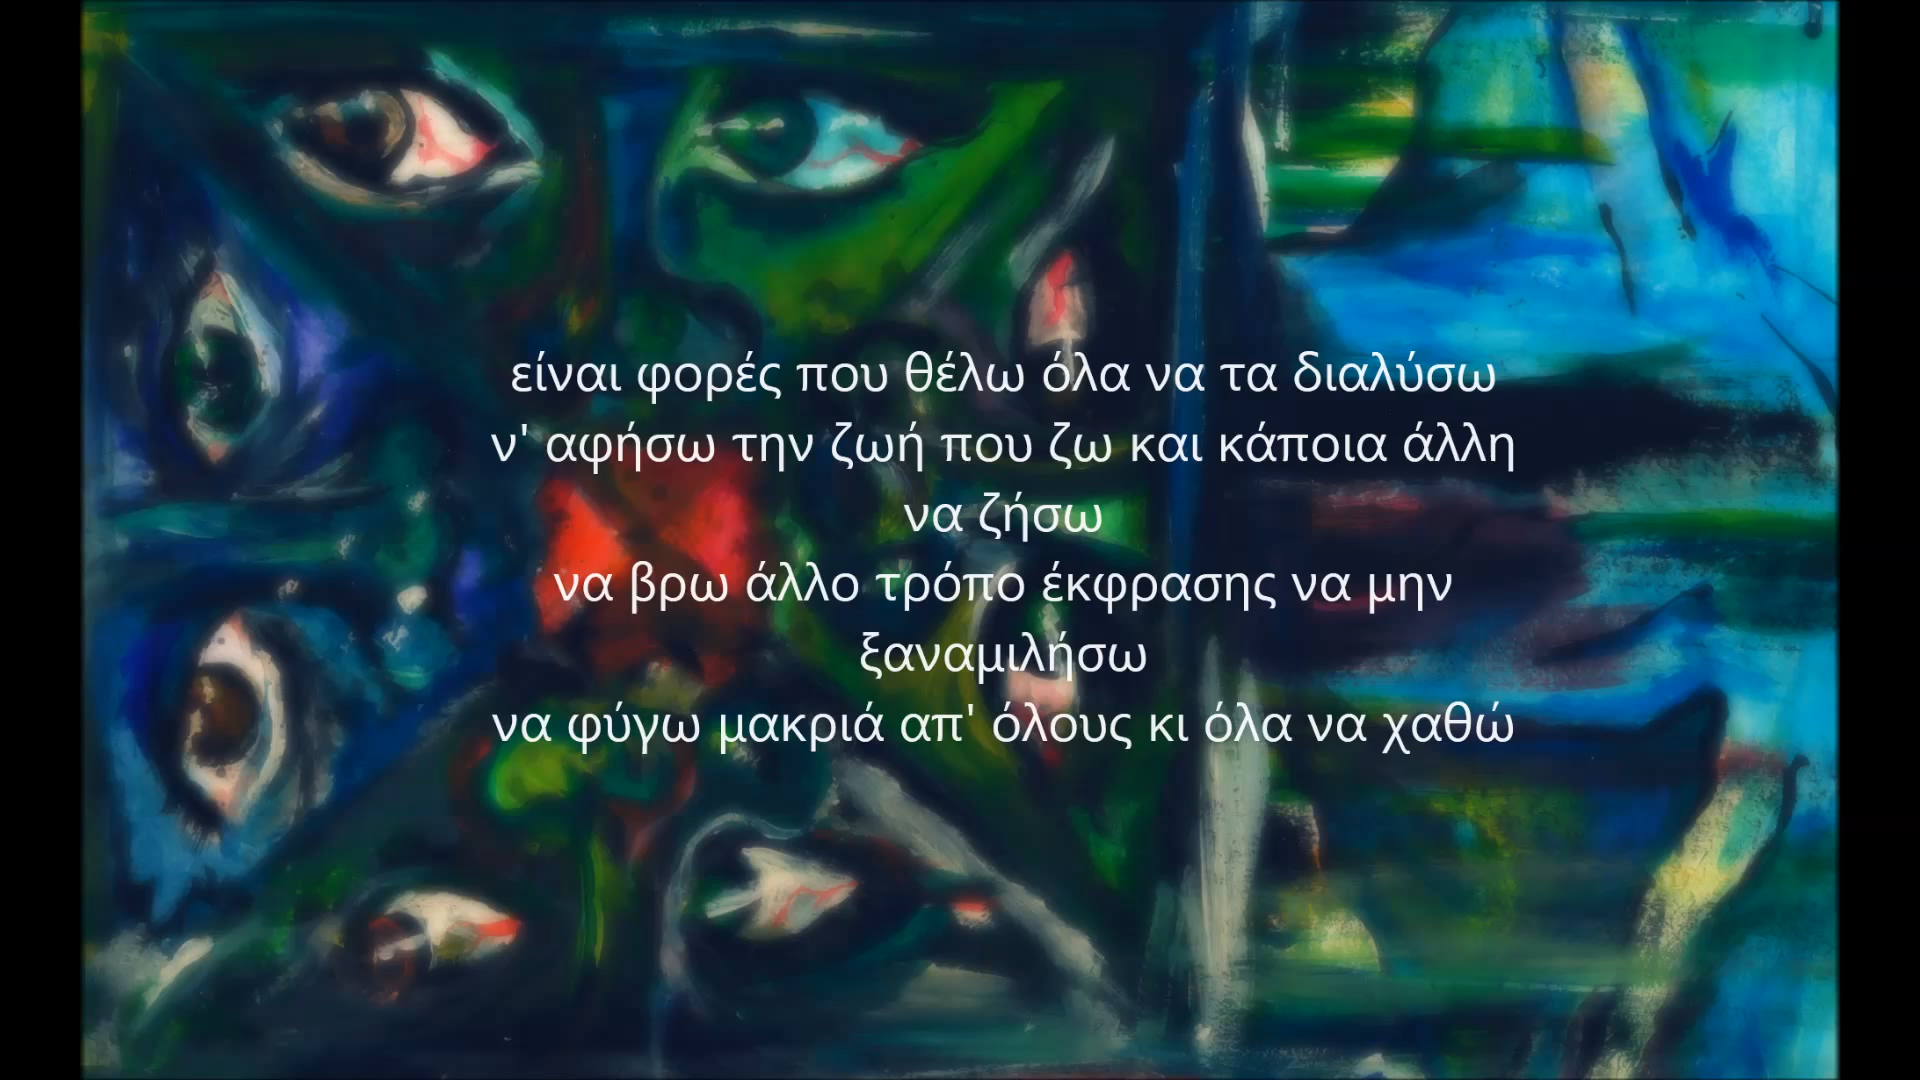 είναι φορές που θέλω όλα να τα διαλύσω
ν' αφήσω την ζωή που ζω και κάποια άλλη
να ζήσω
να βρω άλλο τρόπο έκφρασης να μην
ξαναμιλήσω
να φύγω μακριά απ' όλους κι όλα να χαθώ